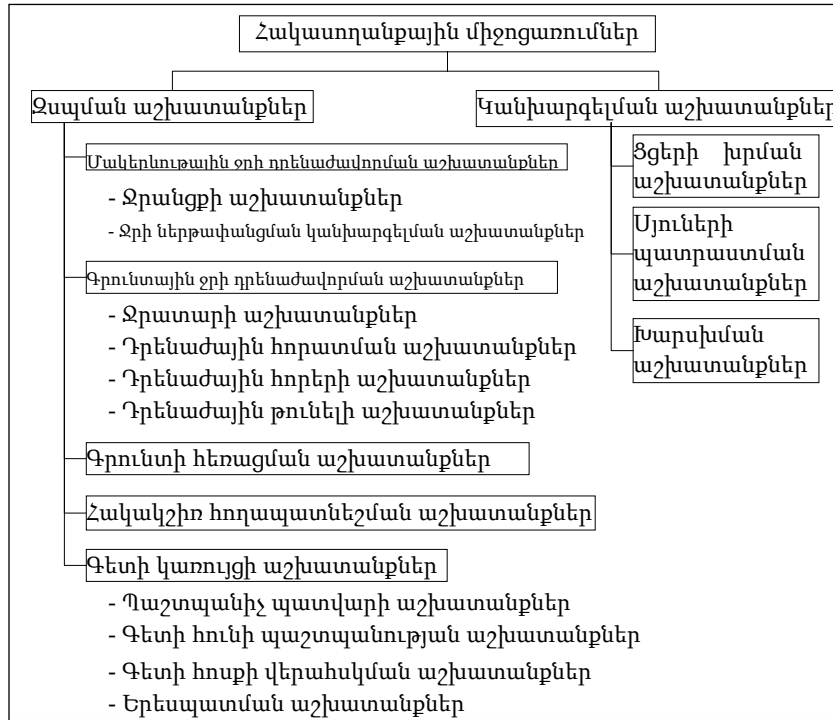 Հակասողանքային միջոցառումներ
Զսպման աշխատանքներ
Մակերևութային ջրի դրենաժավորման աշխատանքներ
- Ջրանցքի աշխատանքներ
- Ջրի ներթափանցման կանխարգելման աշխատանքներ
Գրունտային ջրի դրենաժավորման աշխատանքներ
- Ջրատարի աշխատանքներ
- Դրենաժային հորատման աշխատանքներ
- Դրենաժային հորերի աշխատանքներ
- Դրենաժային թունելի աշխատանքներ
Գրունտի հեռացման աշխատանքներ
Հակակշիռ հողապատնեշման աշխատանքներ
Գետի կառույցի աշխատանքներ
- Պաշտպանիչ պատվարի աշխատանքներ
- Գետի հունի պաշտպանության աշխատանքներ
- Գետի հոսքի վերահսկման աշխատանքներ
- Երեսպատման աշխատանքներ
Կանխարգելման աշխատանքներ
Ցցերի խրման
աշխատանքներ
Սյուների
պատրաստման
աշխատանքներ
Խարսխման
աշխատանքներ